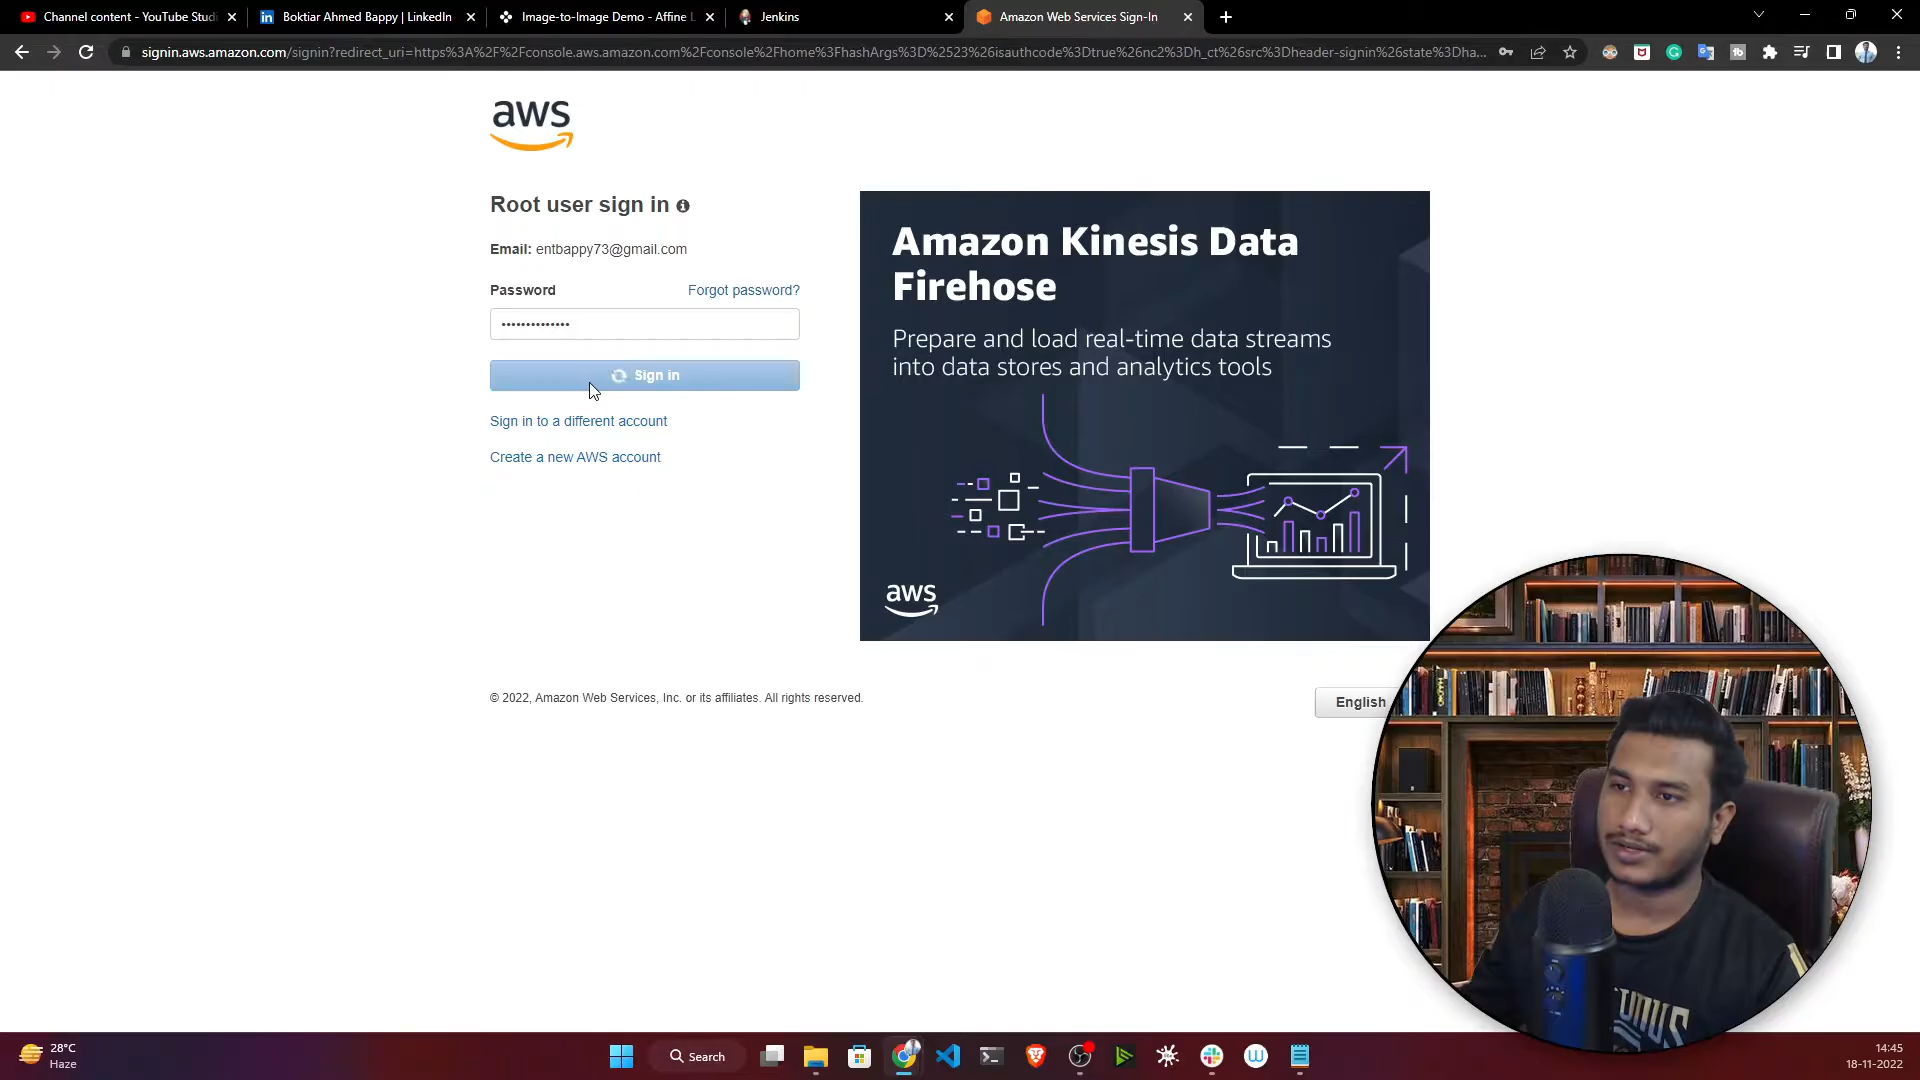 Channel content - YouTube Studi
Boktiar Ahmed Bappy | LinkedIn
Image-to-Image Demo - Affine L
Jenkins
Amazon Web Services Sign-In
signin.aws.amazon.com/signin?redirect_uri=https%3A%2F%2Fconsole.aws.amazon.com%2Fconsole%2Fhome%3FhashArgs%3D%2523%26isauthcode%3Dtrue%26nc2%3Dh_ct%26src%3Dheader-signin%26state%3Dha...
aws
Root user sign in
Email: entbappy73@gmail.com
Password
Forgot password?
••••••••••••••
Sign in
Sign in to a different account
Create a new AWS account
Amazon Kinesis Data
Firehose
Prepare and load real-time data streams
into data stores and analytics tools
aws
© 2022, Amazon Web Services, Inc. or its affiliates. All rights reserved.
English
28°C
Haze
Search
14:45
18-11-2022